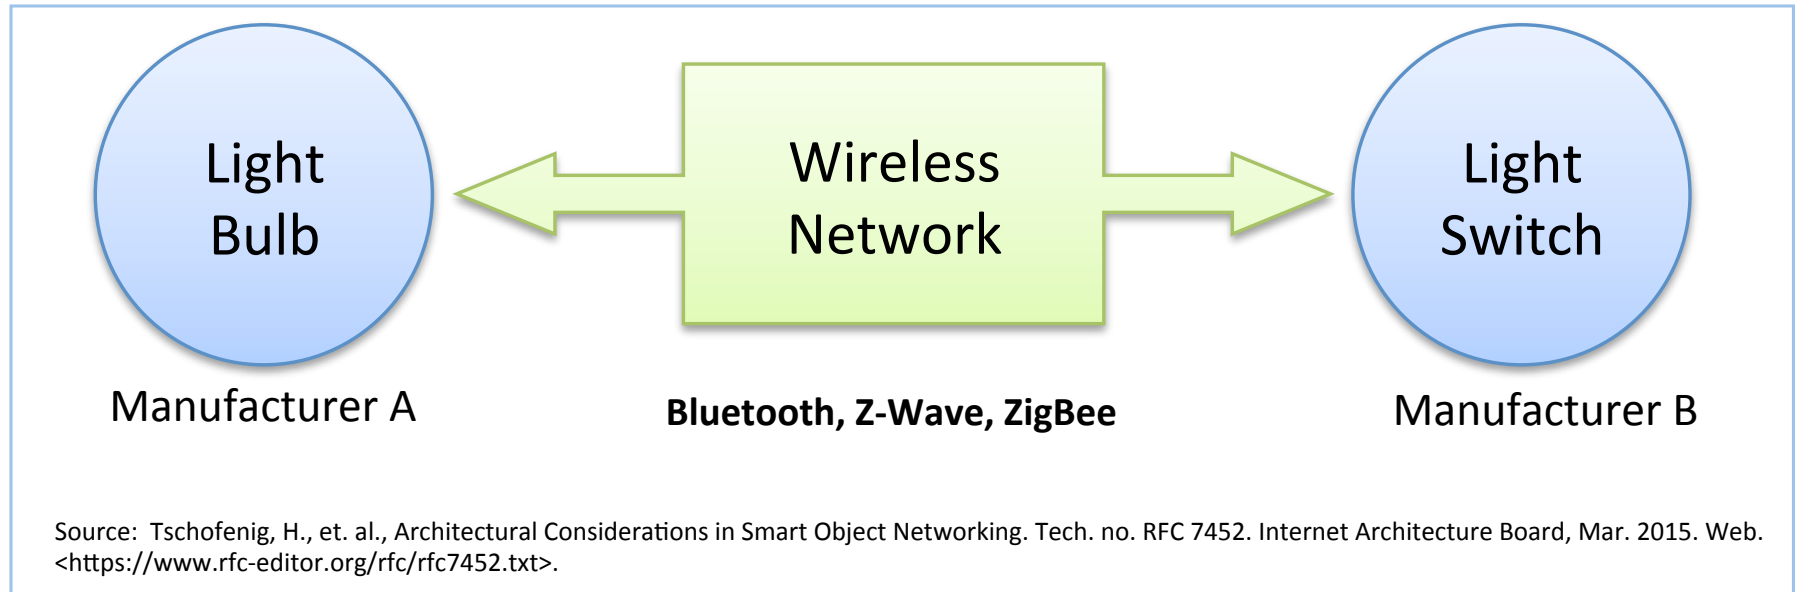 Light
Bulb
Wireless
Network
Light
Switch
Manufacturer A
Bluetooth, Z-Wave, ZigBee
Manufacturer B
Source:  Tschofenig, H., et. al., Architectural Considerations in Smart Object Networking. Tech. no. RFC 7452. Internet Architecture Board, Mar. 2015. Web.
<https://www.rfc-editor.org/rfc/rfc7452.txt>.